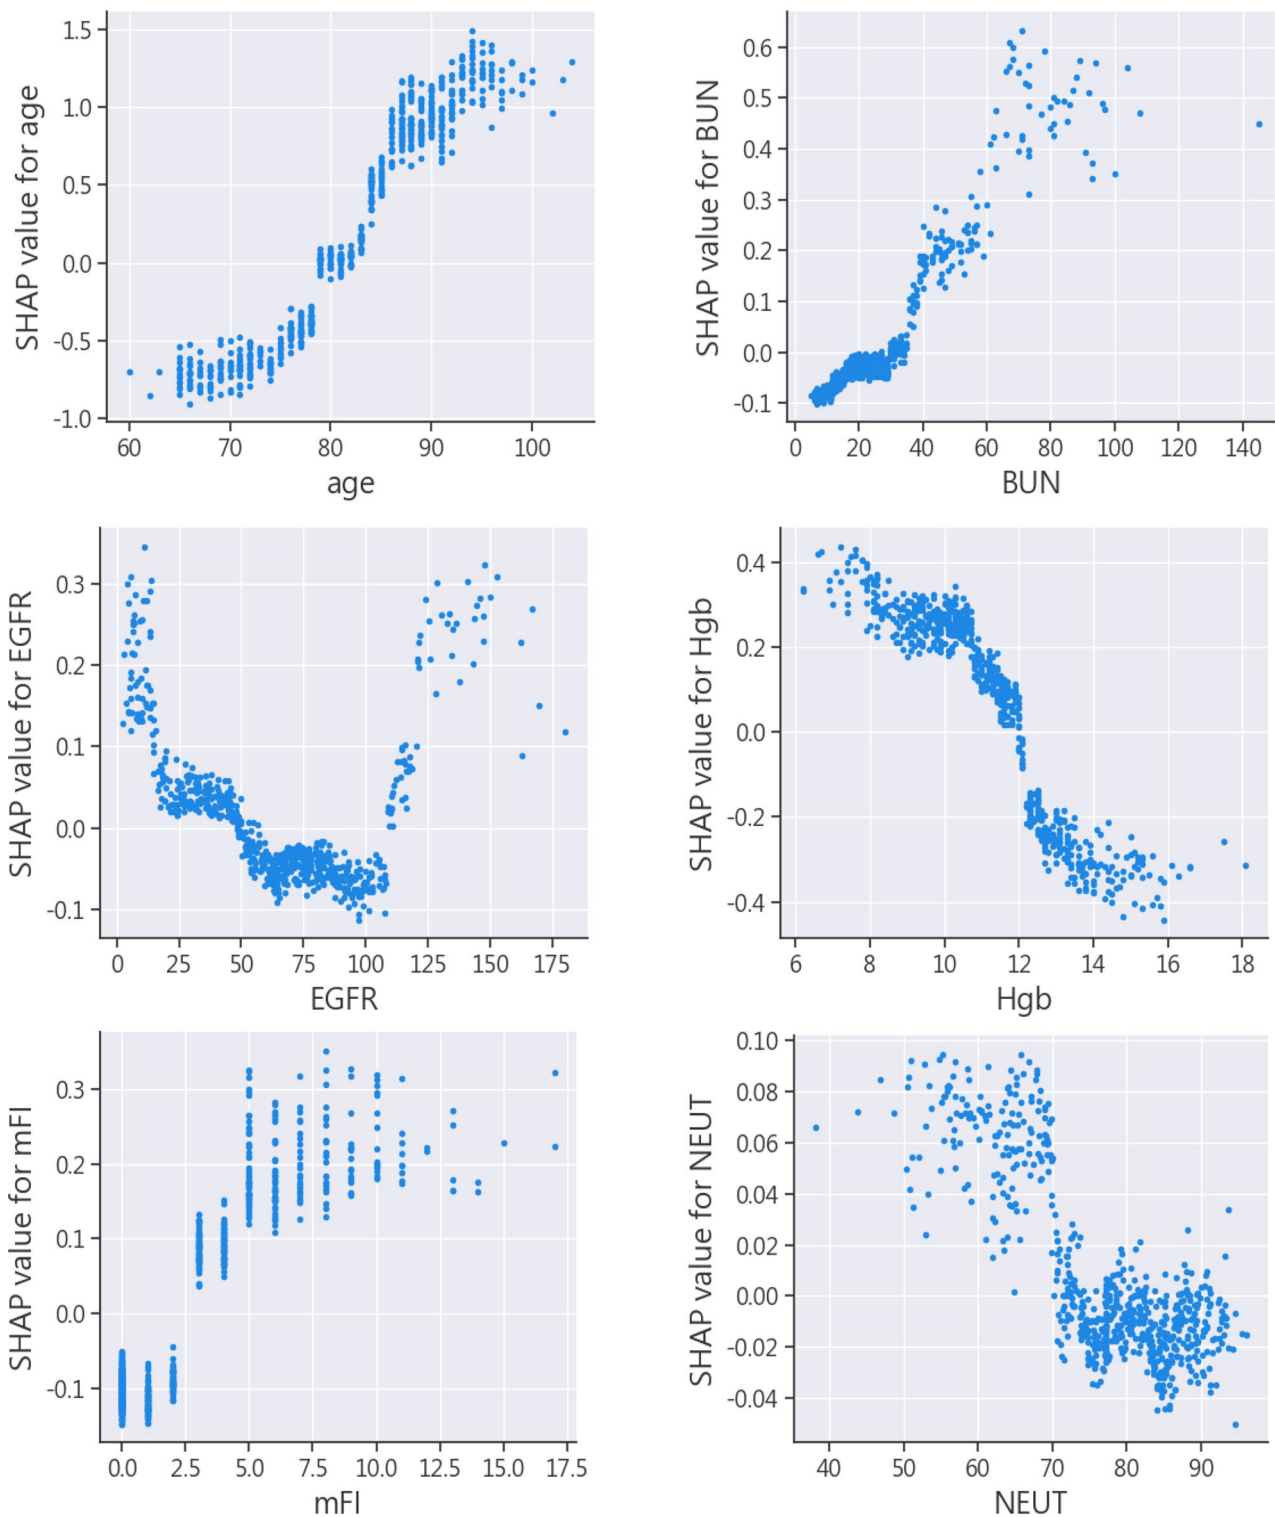 SHAP value for age
1.5
1.0
0.5
0.0
-0.5
-1.0
60 70 80 90 100
age
SHAP value for BUN
0.6
0.5
0.4
0.3
0.2
0.1
0.0
-0.1
0 20 40 60 80 100 120 140
BUN
SHAP value for EGFR
0.3
0.2
0.1
0.0
-0.1
0 25 50 75 100 125 150 175
EGFR
SHAP value for Hgb
0.4
0.2
0.0
-0.2
-0.4
6 8 10 12 14 16 18
Hgb
SHAP value for mFI
0.3
0.2
0.1
0.0
-0.1
0.0 2.5 5.0 7.5 10.0 12.5 15.0 17.5
mFI
SHAP value for NEUT
0.10
0.08
0.06
0.04
0.02
0.00
-0.02
-0.04
40 50 60 70 80 90
NEUT